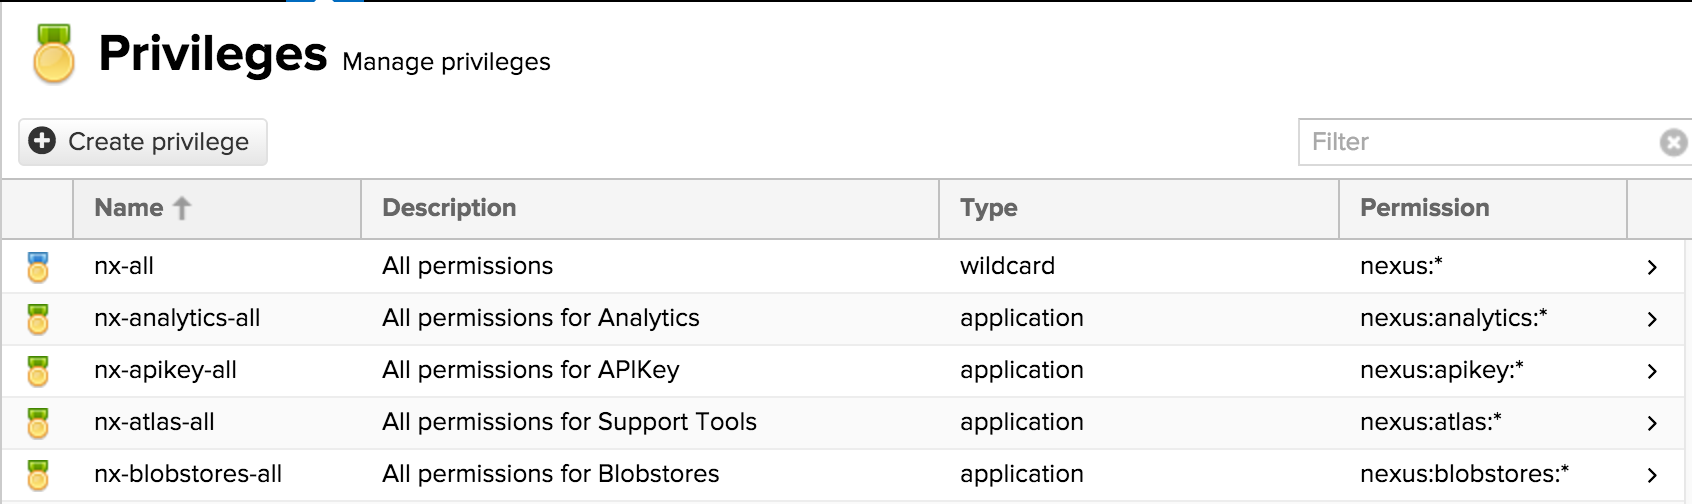 Privileges Manage privileges
Create privilege Filter
Name Description Type Permission
nx-all All permissions wildcard nexus:*
nx-analytics-all All permissions for Analytics application nexus:analytics:*
nx-apikey-all All permissions for APIKey application nexus:apikey:*
nx-atlas-all All permissions for Support Tools application nexus:atlas:*
nx-blobstores-all All permissions for Blobstores application nexus:blobstores:*